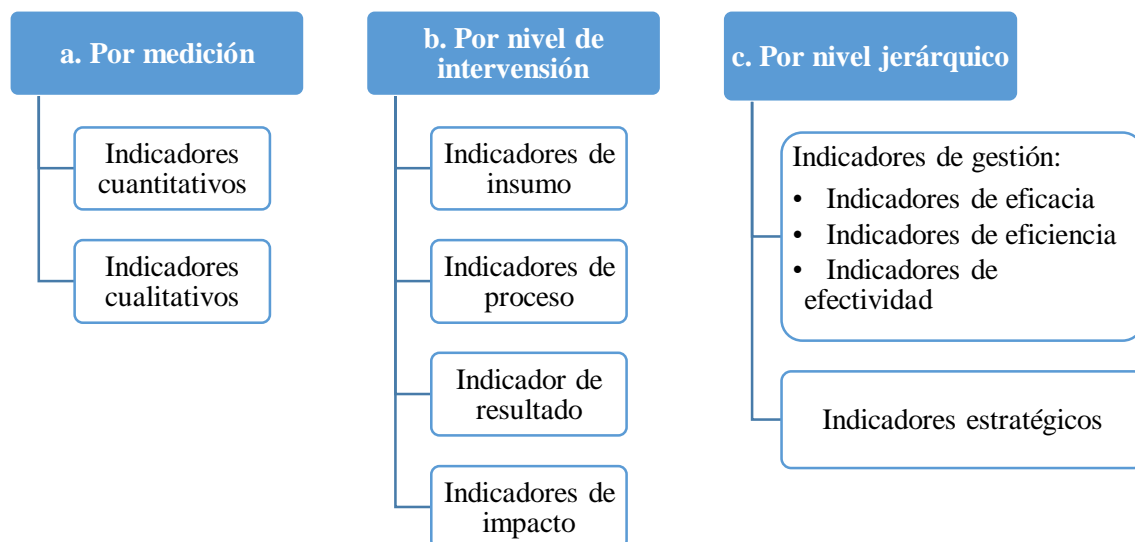 a. Por medición
Indicadores
cuantitativos
Indicadores
cualitativos
b. Por nivel de
intervensión
Indicadores de
insumo
Indicadores de
proceso
Indicador de
resultado
Indicadores de
impacto
c. Por nivel jerárquico
Indicadores de gestión:
• Indicadores de eficacia
• Indicadores de eficiencia
• Indicadores de
efectividad
Indicadores estratégicos